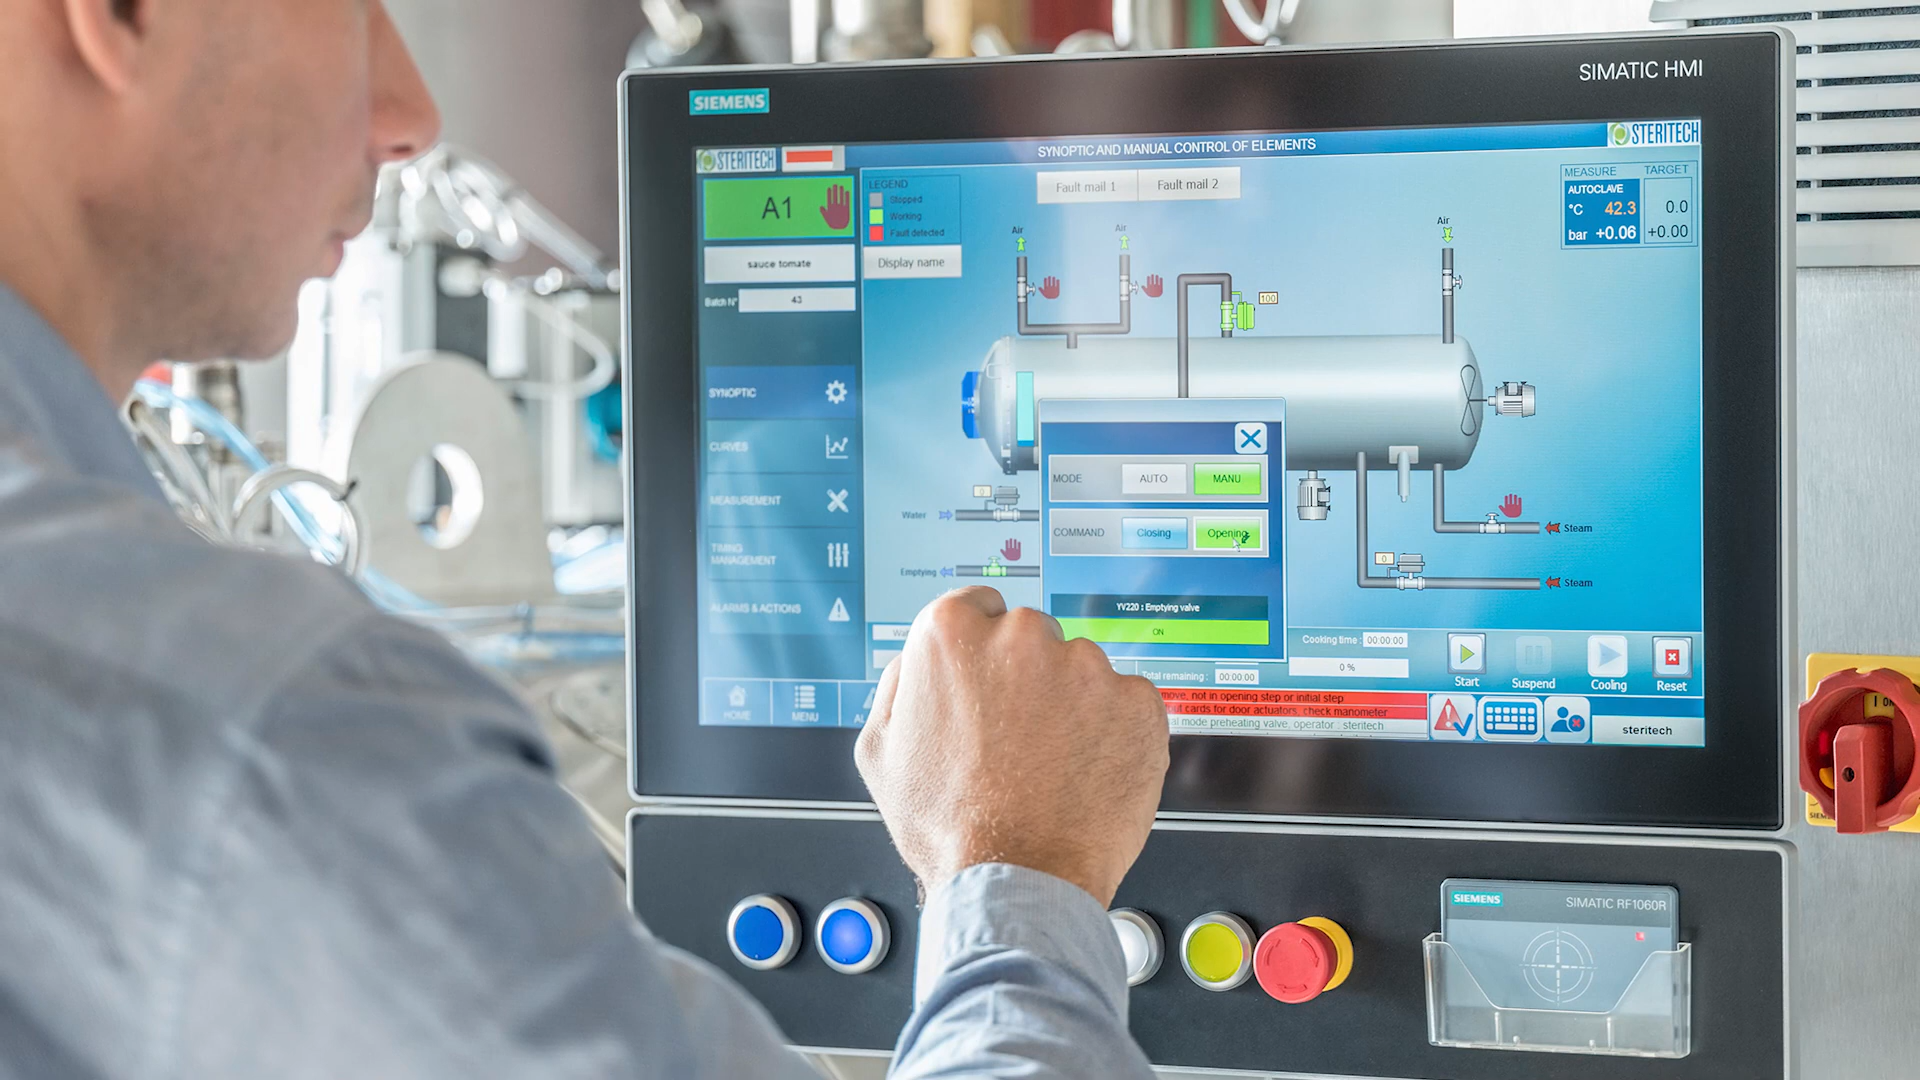 SIMATIC HMI
SIEMENS
STERITECH
SYNOPTIC AND MANUAL CONTROL OF ELEMENTS
STERITECH
A1
LEGEND
Stopped
Working
Fault detected
Display name
sauce tomate
Batch N°
43
Fault mail 1
Fault mail 2
MEASURE
TARGET
AUTOCLAVE
°C 42.3
0.0
bar +0.06
+0.00
Air
Air
Air
100
SYNOPTIC
CURVES
MEASUREMENT
TIMING
MANAGEMENT
ALARMS & ACTIONS
HOME
MENU
MODE
AUTO
MANU
COMMAND
Closing
Opening
YV220 : Emptying valve
ON
0
Water
Emptying
Steam
0
Steam
Cooking time :
00:00:00
0 %
Total remaining :
00:00:00
Start
Suspend
Cooling
Reset
move, not in opening step or initial step
cards for door actuators, check manometer
mode preheating valve, operator : steritech
steritech
I ON
SIEMENS
SIMATIC RF1060R